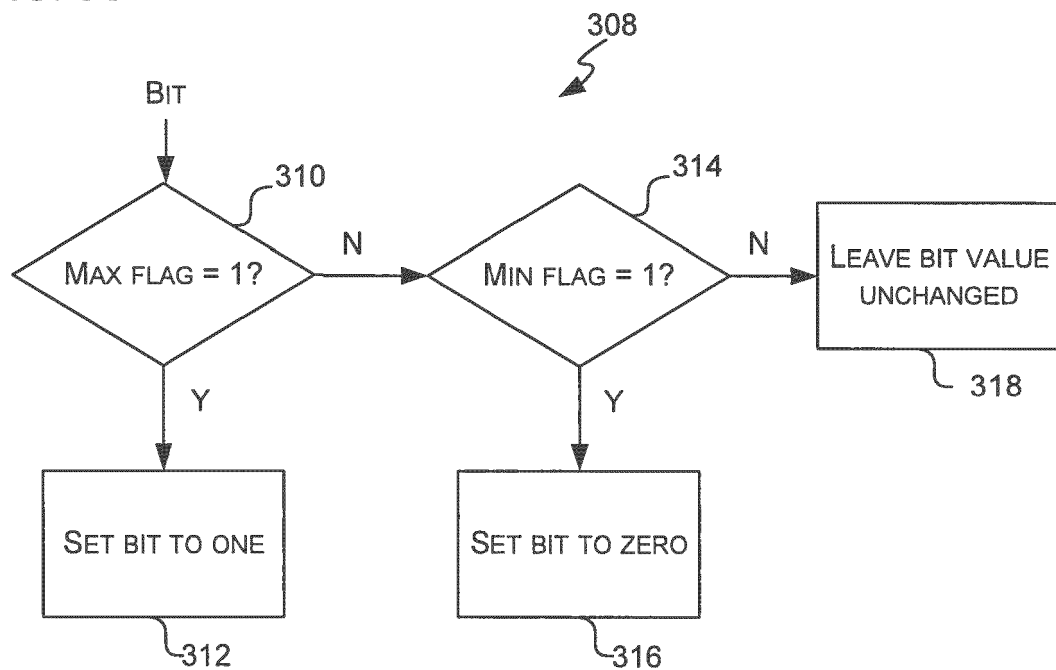 308
BIT
310
MAX FLAG = 1?
N
314
MIN FLAG = 1?
N
LEAVE BIT VALUE
UNCHANGED
318
Y
Y
SET BIT TO ONE
312
SET BIT TO ZERO
316